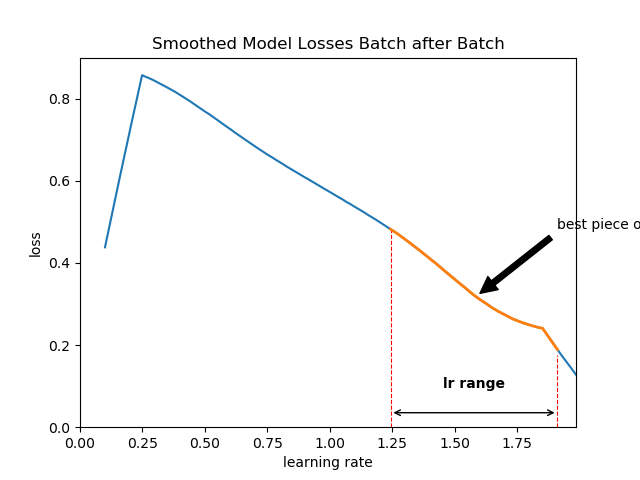 Smoothed Model Losses Batch after Batch
0.8
0.6
0.4
0.2
0.0
loss
best piece o
lr range
0.00 0.25 0.50 0.75 1.00 1.25 1.50 1.75
learning rate